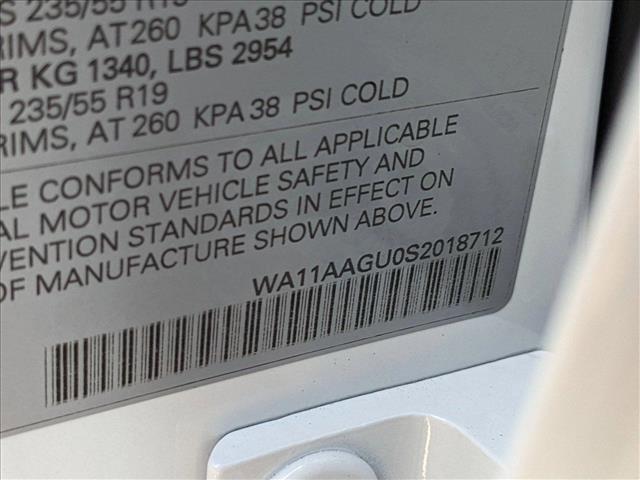 S 235/55 R19
RIMS, AT 260 KPA 38 PSI COLD
R KG 1340, LBS 2954
235/55 R19
RIMS, AT 260 KPA 38 PSI COLD
LE CONFORMS TO ALL APPLICABLE
AL MOTOR VEHICLE SAFETY AND
VENTION STANDARDS IN EFFECT ON
OF MANUFACTURE SHOWN ABOVE.
WA11AAGU0S2018712